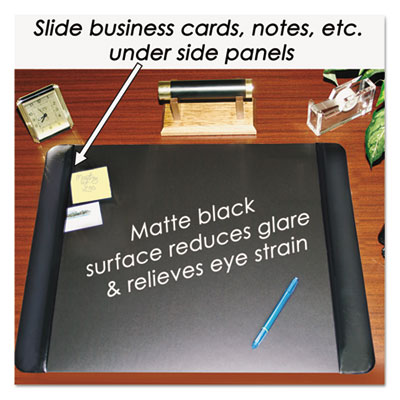 Slide business cards, notes, etc.
under side panels
Matte black
surface reduces glare
& relieves eye strain